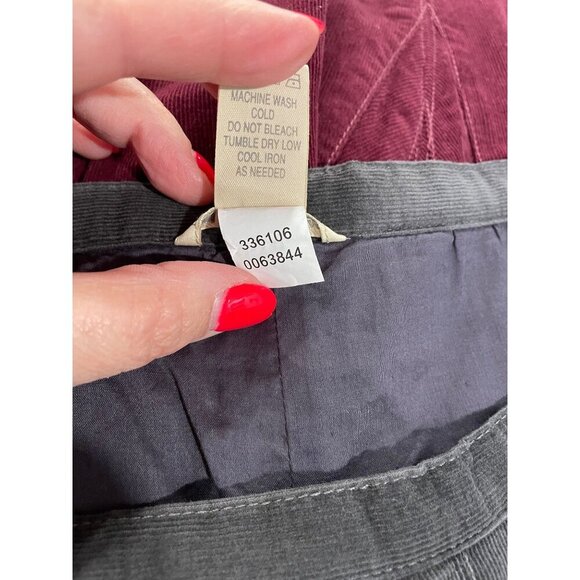 MACHINE WASH
COLD
DO NOT BLEACH
TUMBLE DRY LOW
COOL IRON
AS NEEDED
336106
0063844